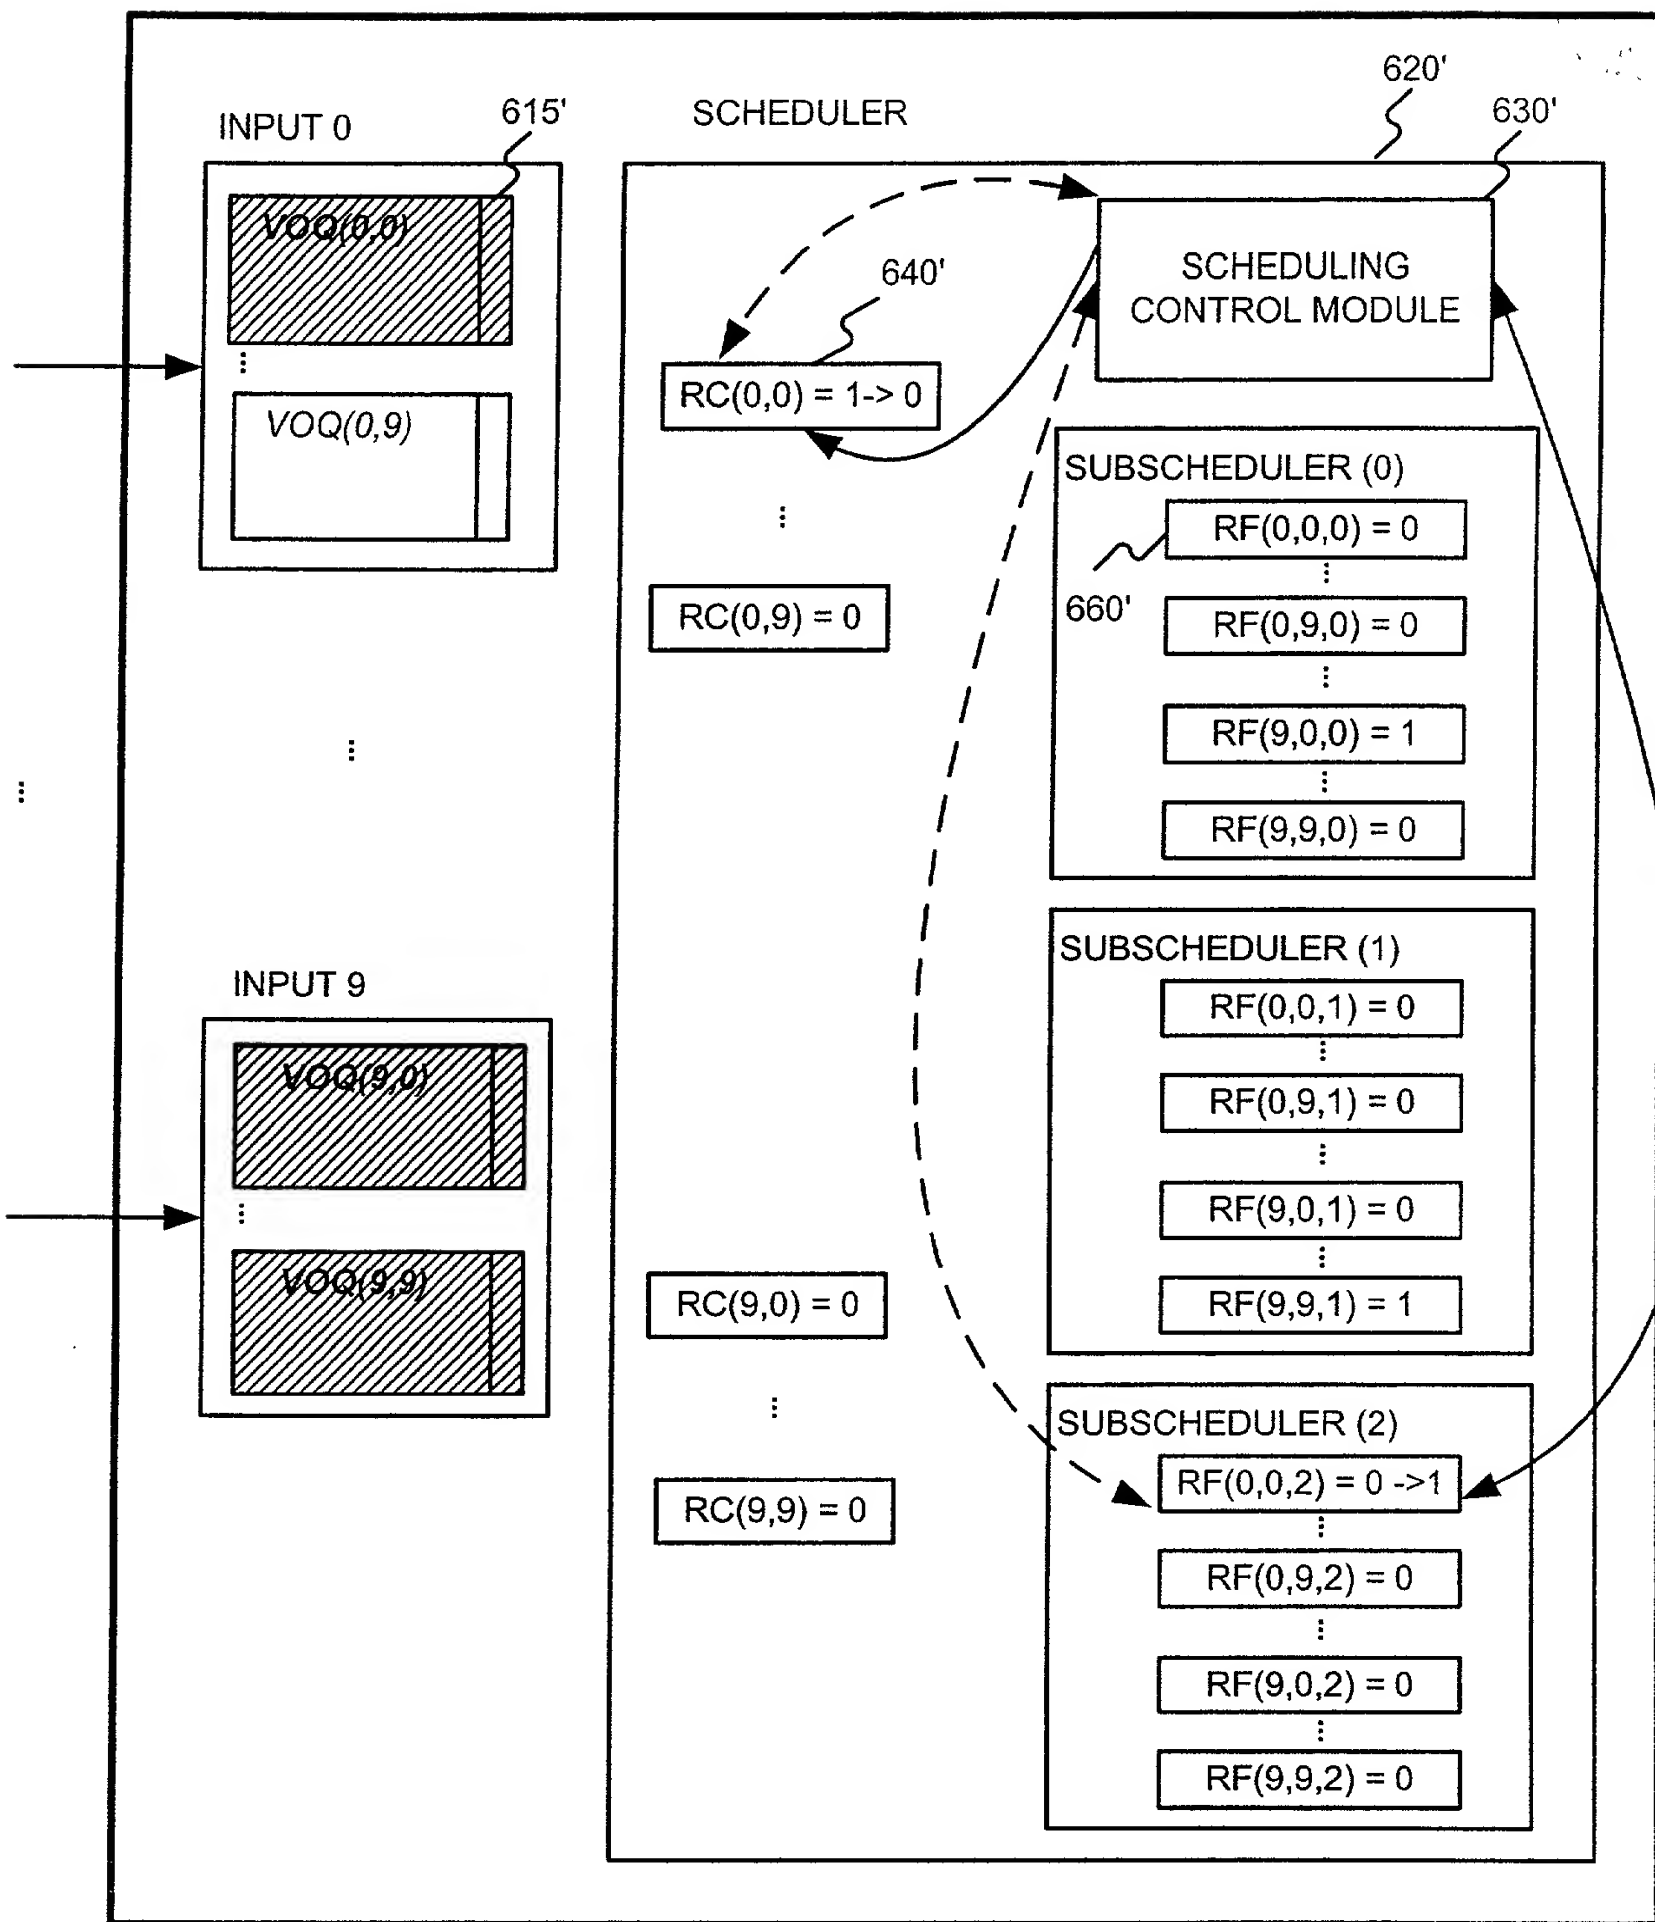 620'
630'
615'
SCHEDULER
INPUT 0
VOQ(0,0)
SCHEDULING
CONTROL MODULE
640'
RC(0,0) = 1-> 0
VOQ(0,9)
...
...
RC(0,9) = 0
SUBSCHEDULER (0)
RF(0,0,0) = 0
...
660'
RF(0,9,0) = 0
...
RF(9,0,0) = 1
...
RF(9,9,0) = 0
...
...
INPUT 9
VOQ(9,0)
...
VOQ(9,9)
SUBSCHEDULER (1)
RF(0,0,1) = 0
...
RF(0,9,1) = 0
...
RF(9,0,1) = 0
...
RF(9,9,1) = 1
RC(9,0) = 0
...
RC(9,9) = 0
SUBSCHEDULER (2)
RF(0,0,2) = 0 ->1
...
RF(0,9,2) = 0
...
RF(9,0,2) = 0
...
RF(9,9,2) = 0